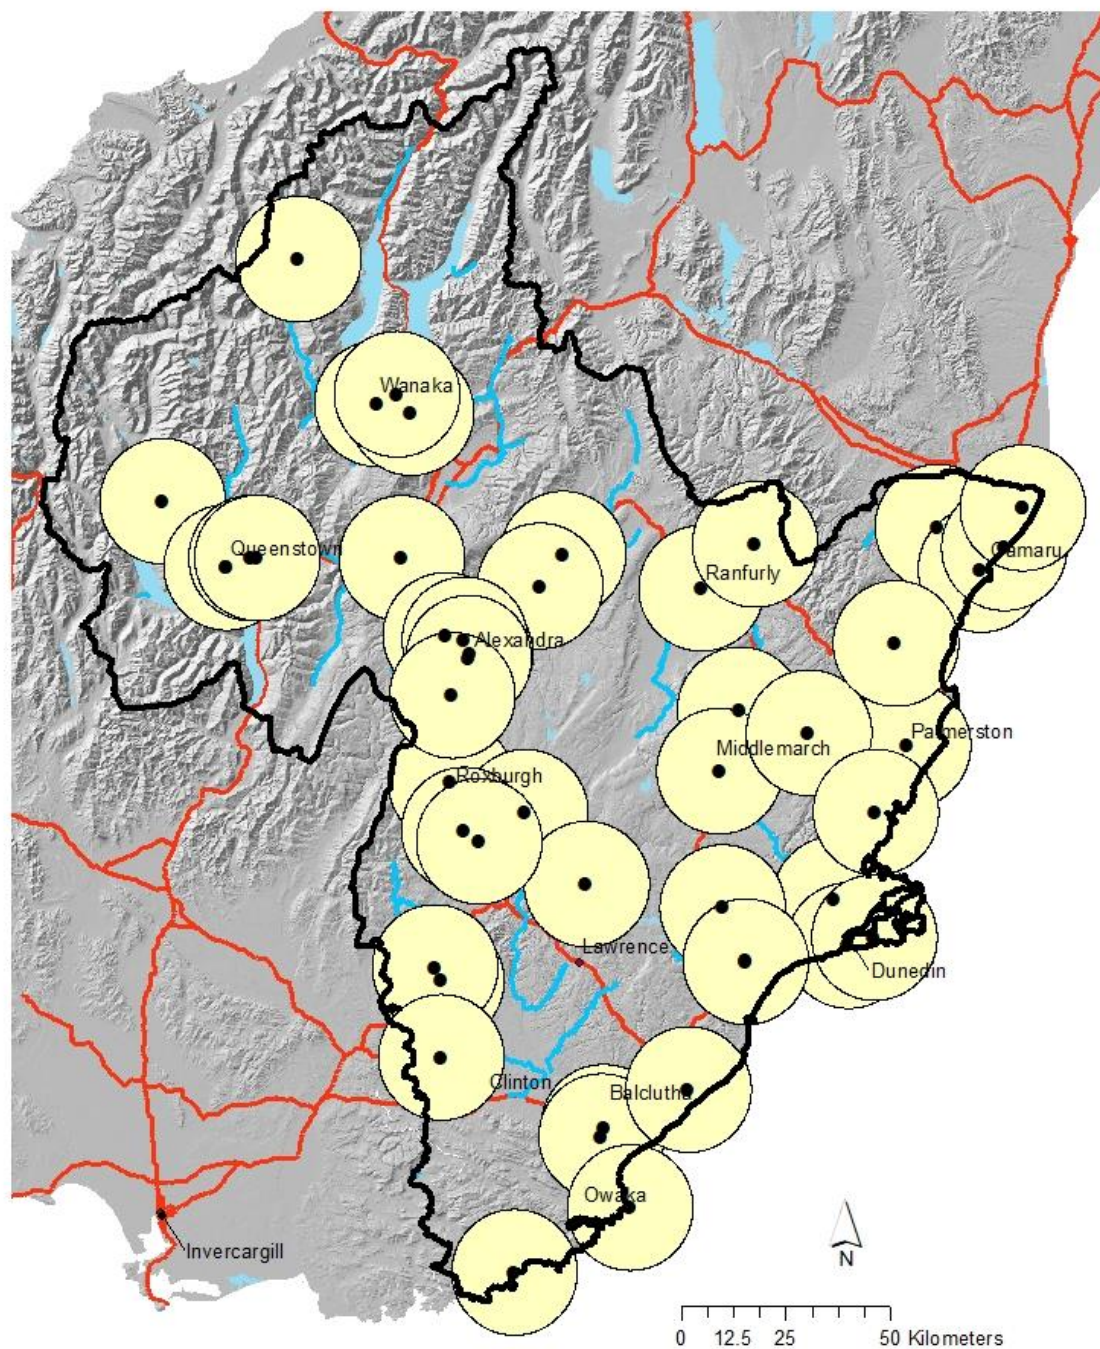 Wanaka
Queenstown
Oamaru
Ranfurly
Alexandra
Palmerston
Middlemarch
Roxburgh
Lawrence
Dunedin
Clinton
Balclutha
Owaka
Invercargill
N
0 12.5 25 50 Kilometers